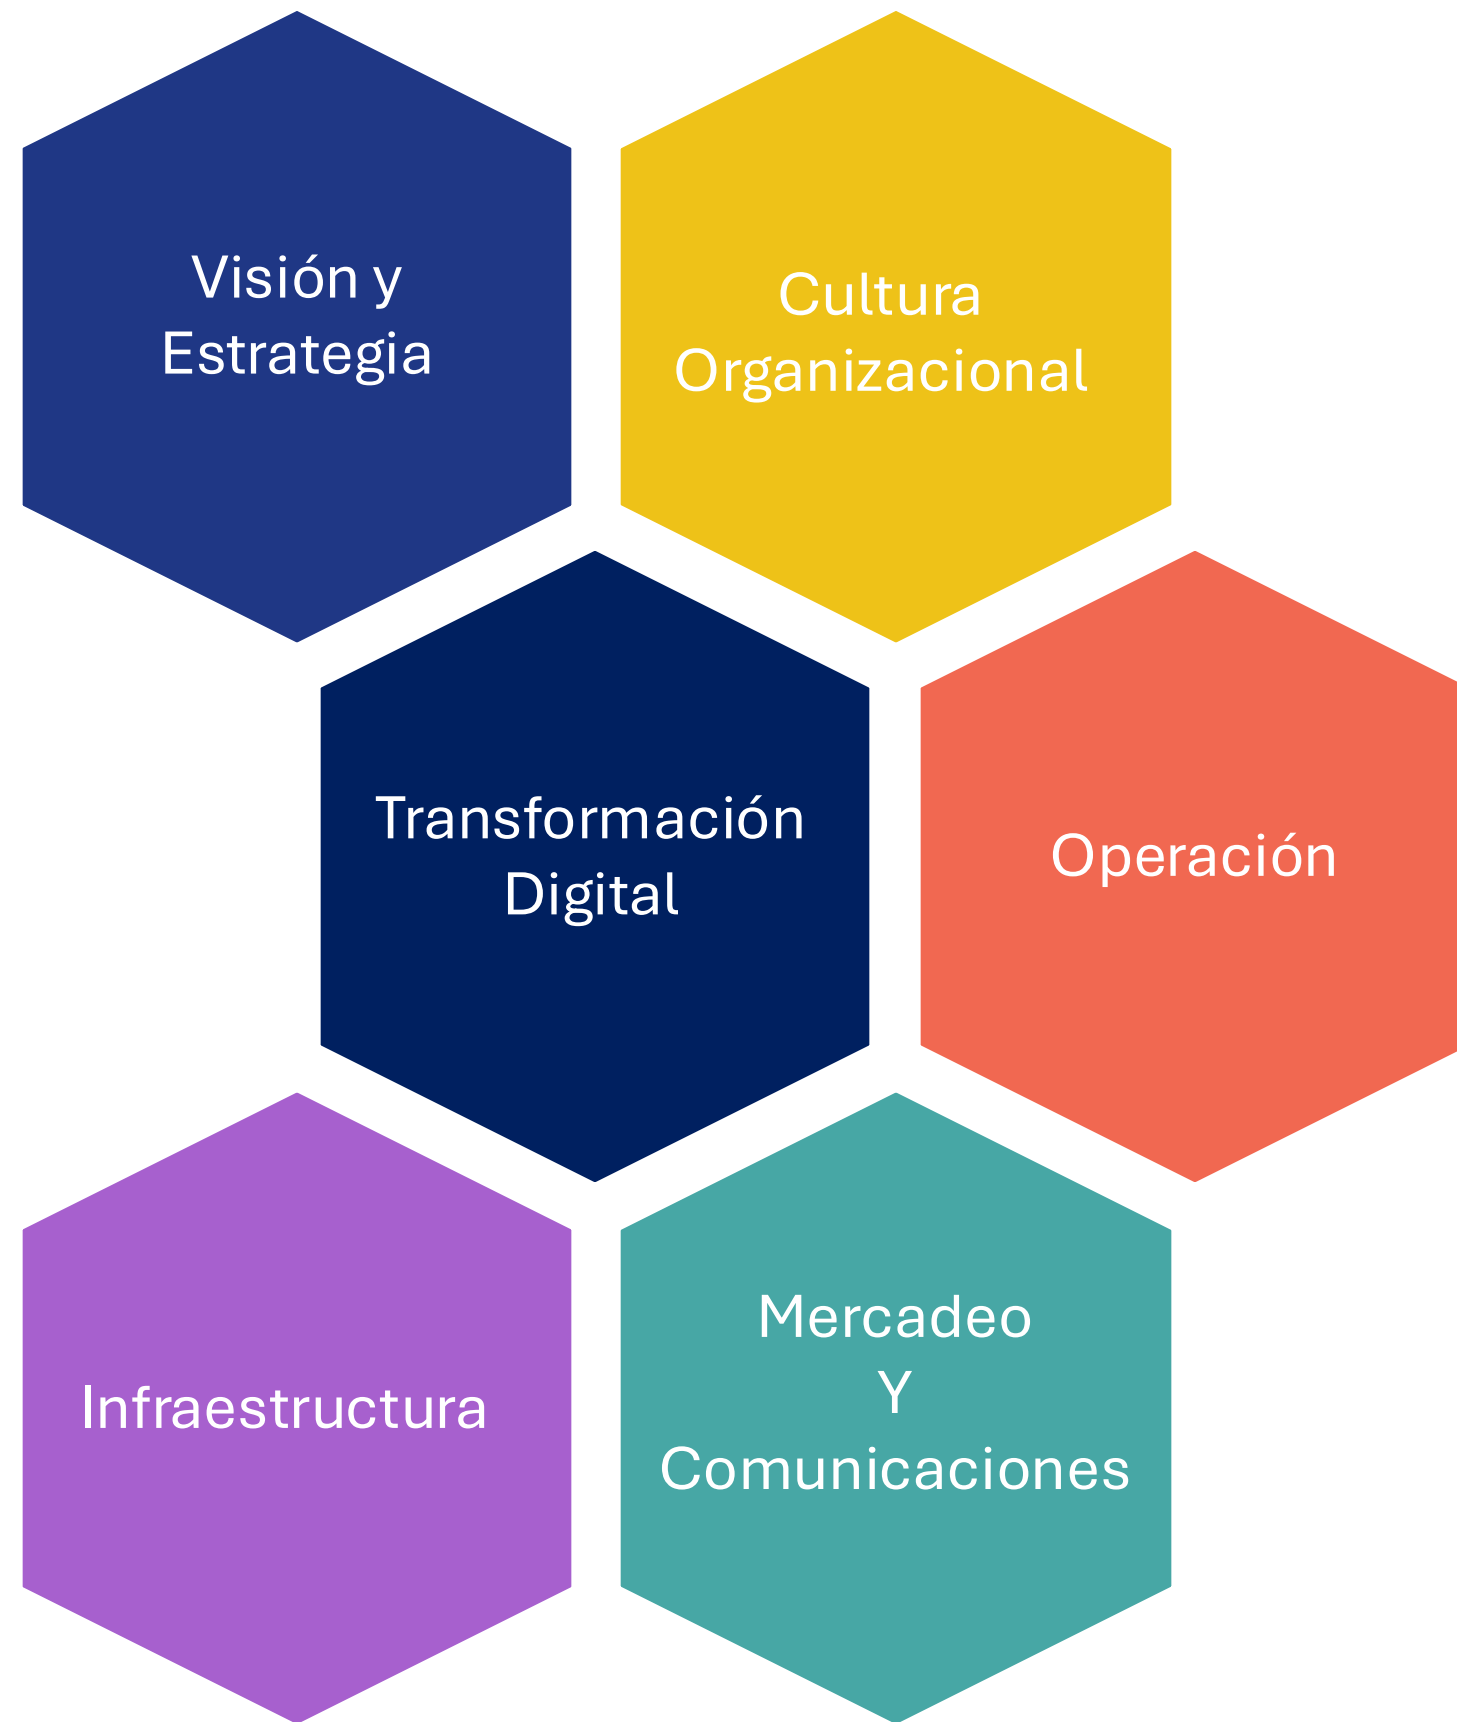 Visión y
Estrategia
Cultura
Organizacional
Transformación
Digital
Operación
Infraestructura
Mercadeo
Y
Comunicaciones